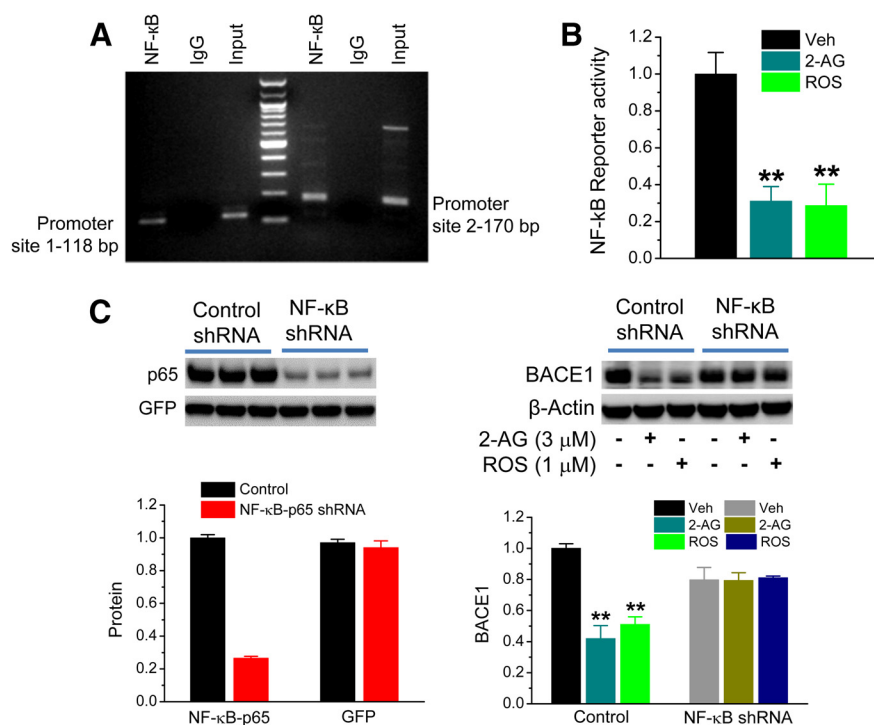 A
NF-κB
IgG
Input
NF-κB
IgG
Input
Promoter
site 1-118 bp
Promoter
site 2-170 bp
B
NF-kB Reporter activity
1.2
1.0
0.8
0.6
0.4
0.2
0.0
Veh
2-AG
ROS
**
**
C
Control
shRNA
NF-κB
shRNA
p65
GFP
Control
shRNA
NF-κB
shRNA
BACE1
β-Actin
2-AG (3 μM) - + - - + -
ROS (1 μM) - - + - - +
Protein
1.2
1.0
0.8
0.6
0.4
0.2
0.0
Control
NF-κB-p65 shRNA
NF-κB-p65
GFP
BACE1
1.2
1.0
0.8
0.6
0.4
0.2
0.0
Veh
Veh
2-AG
2-AG
ROS
ROS
**
**
Control
NF-κB shRNA